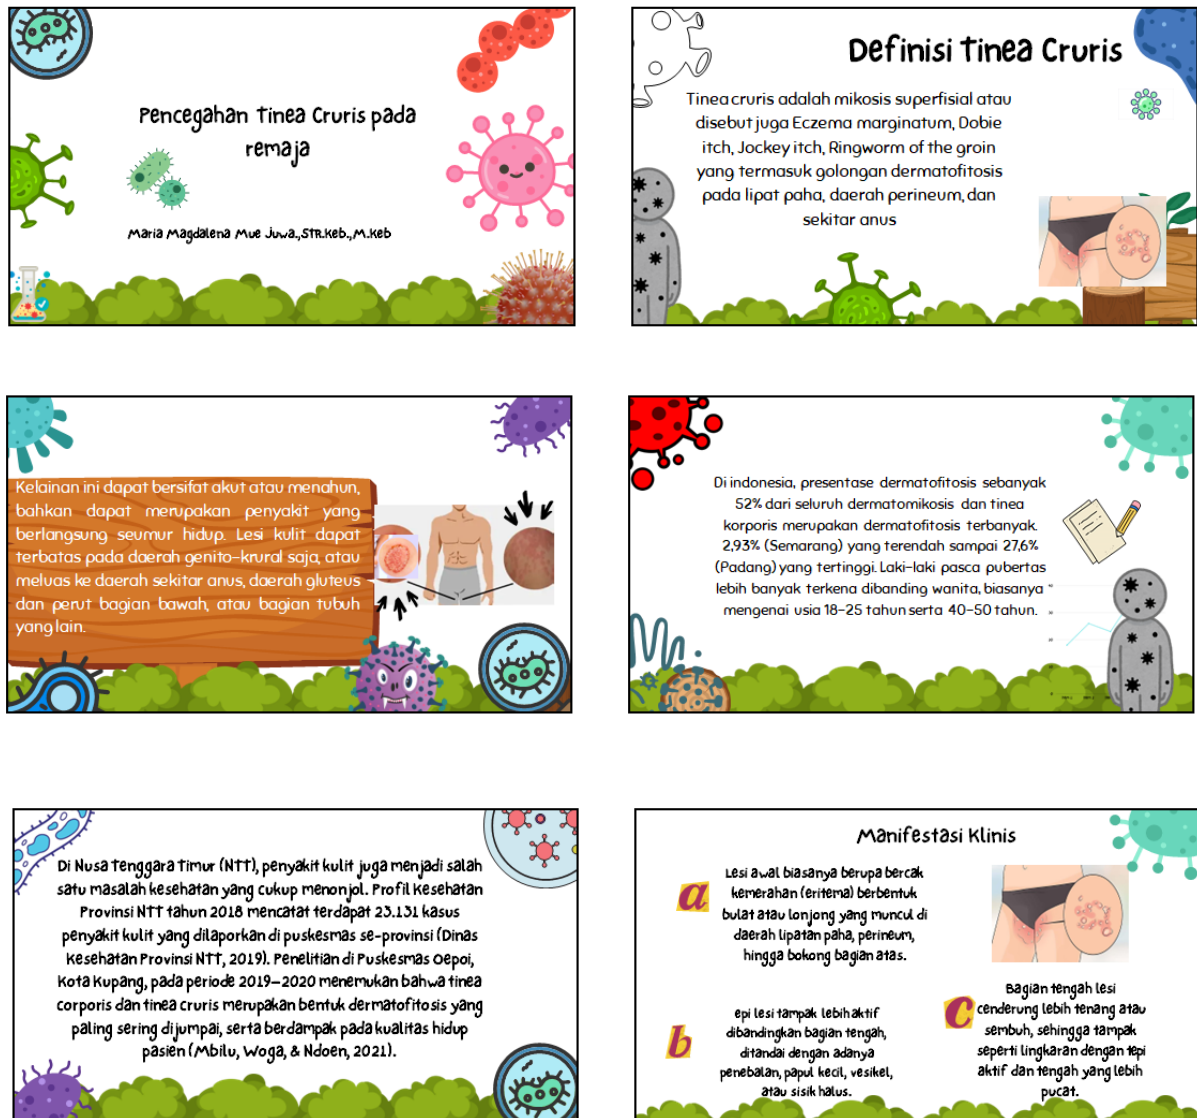 Pencegahan Tinea Cruris pada
remaja
Maria Magdalena Mue Juwa.,STR.Keb.,M.Keb
Definisi Tinea Cruris
Tinea cruris adalah mikosis superfisial atau
disebut juga Eczema marginatum, Dobie
itch, Jockey itch, Ringworm of the groin
yang termasuk golongan dermatofitosis
pada lipat paha, daerah perineum, dan
sekitar anus
Kelainan ini dapat bersifat akut atau menahun,
bahkan dapat merupakan penyakit yang
berlangsung seumur hidup. Lesi kulit dapat
terbatas pada daerah genito-krural saja, atau
meluas ke daerah sekitar anus, daerah gluteus
dan perut bagian bawah, atau bagian tubuh
yang lain.
Di indonesia, presentase dermatofitosis sebanyak
52% dari seluruh dermatomikosis dan tinea
korporis merupakan dermatofitosis terbanyak.
2,93% (Semarang) yang terendah sampai 27,6%
(Padang) yang tertinggi. Laki-laki pasca pubertas
lebih banyak terkena dibanding wanita, biasanya
mengenai usia 18-25 tahun serta 40-50 tahun.
Di Nusa Tenggara Timur (NTT), penyakit kulit juga menjadi salah
satu masalah kesehatan yang cukup menonjol. Profil Kesehatan
Provinsi NTT tahun 2018 mencatat terdapat 23.131 kasus
penyakit kulit yang dilaporkan di puskesmas se-provinsi (Dinas
Kesehatan Provinsi NTT, 2019). Penelitian di Puskesmas Oepoi,
Kota Kupang, pada periode 2019–2020 menemukan bahwa tinea
corporis dan tinea cruris merupakan bentuk dermatofitosis yang
paling sering dijumpai, serta berdampak pada kualitas hidup
pasien (Mbilu, Woga, & Ndoen, 2021).
Manifestasi Klinis
a
Lesi awal biasanya berupa bercak
kemerahan (eritema) berbentuk
bulat atau lonjong yang muncul di
daerah lipatan paha, perineum,
hingga bokong bagian atas.
b
epi lesi tampak lebih aktif
dibandingkan bagian tengah,
ditandai dengan adanya
penebalan, papul kecil, vesikel,
atau sisik halus.
c
Bagian tengah lesi
cenderung lebih tenang atau
sembuh, sehingga tampak
seperti lingkaran dengan tepi
aktif dan tengah yang lebih
pucat.